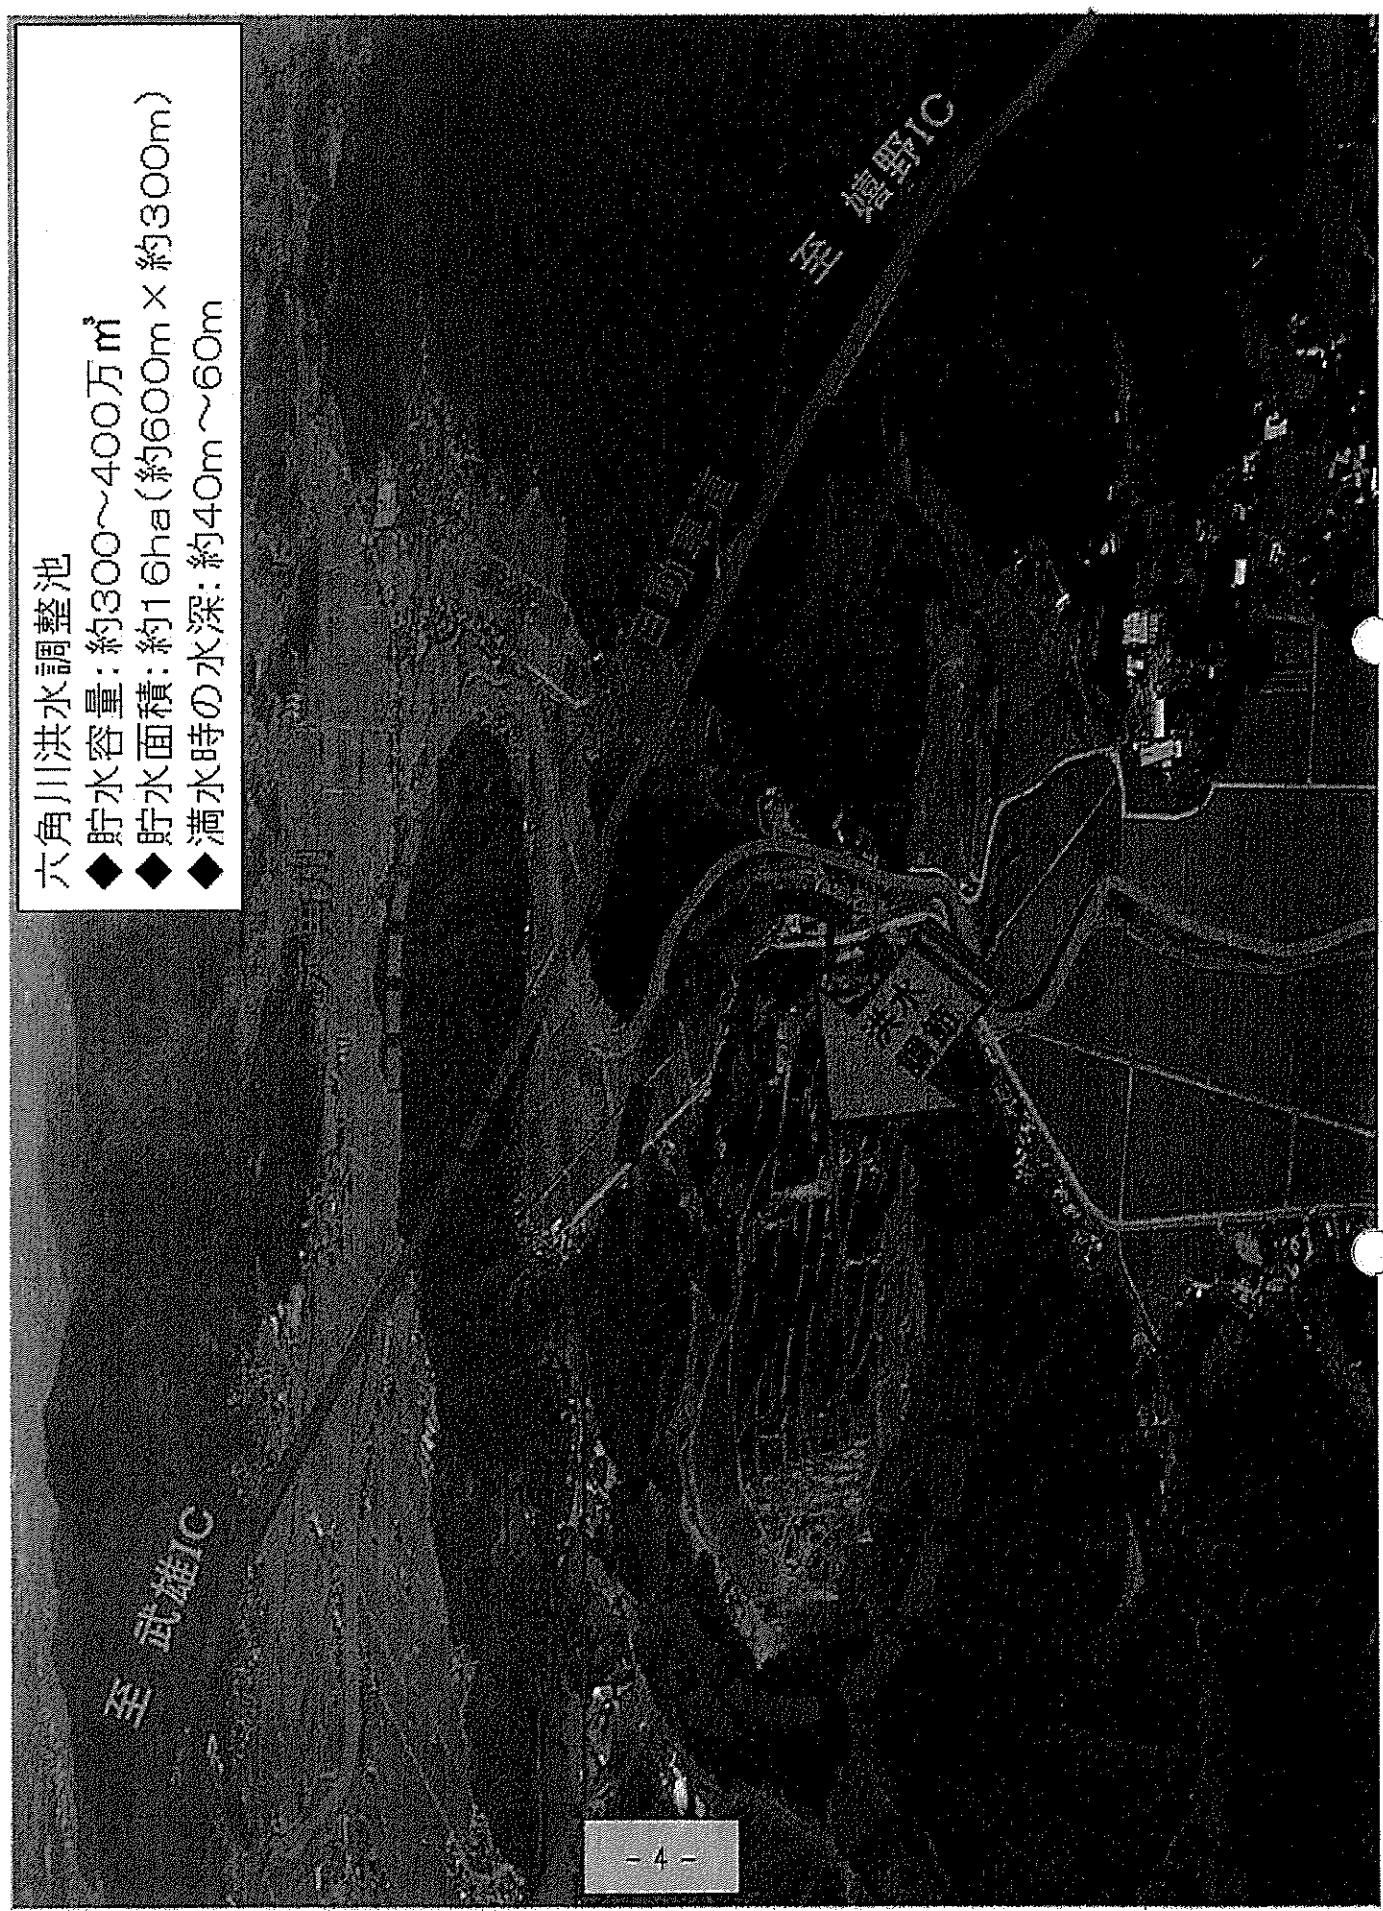 六角川洪水調整池
◆貯水容量：約300～400万㎥
◆貯水面積：約16ha（約600m×約300m）
◆満水時の水深：約40m～60m
至 武雄IC
至 嬉野IC
洪水
- 4 -